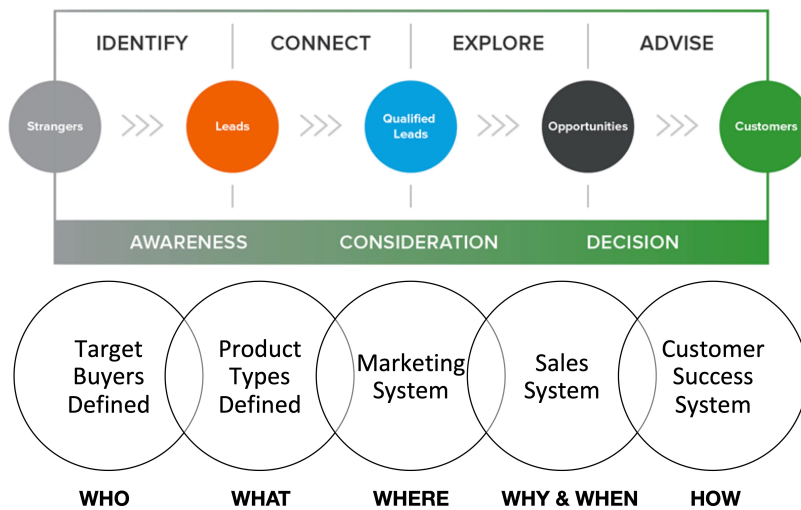 IDENTIFY CONNECT EXPLORE ADVISE
Strangers
Leads
Qualified
Leads
Opportunities
Customers
AWARENESS CONSIDERATION DECISION
Target
Buyers
Defined
Product
Types
Defined
Marketing
System
Sales
System
Customer
Success
System
WHO WHAT WHERE WHY & WHEN HOW